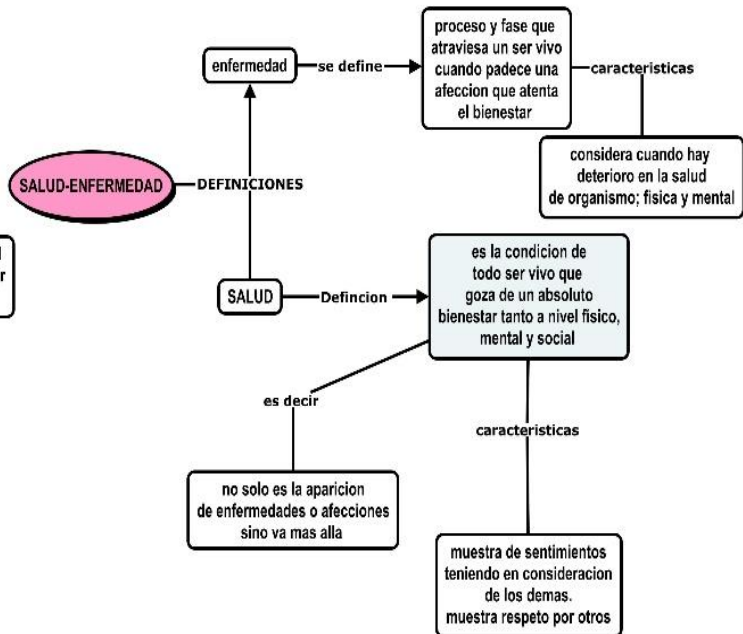 proceso y fase que
atraviesa un ser vivo
cuando padece una
afeccion que atenta
el bienestar
enfermedad
se define
caracteristicas
considera cuando hay
deterioro en la salud
de organismo; fisica y mental
SALUD-ENFERMEDAD
DEFINICIONES
es la condicion de
todo ser vivo que
goza de un absoluto
bienestar tanto a nivel fisico,
mental y social
SALUD
Defincion
es decir
caracteristicas
no solo es la aparicion
de enfermedades o afecciones
sino va mas alla
muestra de sentimientos
teniendo en consideracion
de los demas.
muestra respeto por otros